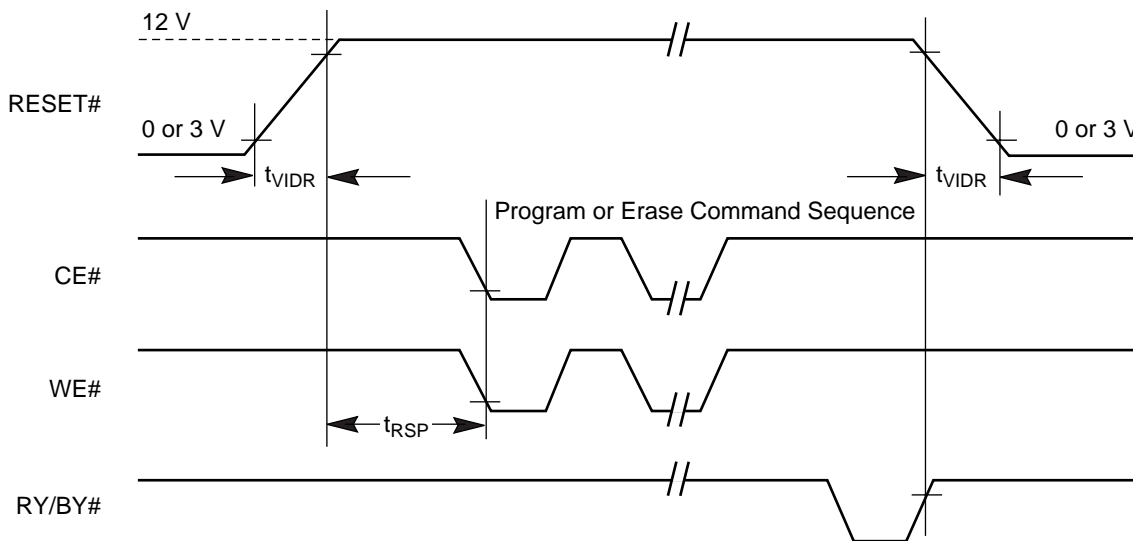 12 V
RESET#
0 or 3 V
0 or 3 V
tVIDR
tVIDR
Program or Erase Command Sequence
CE#
WE#
tRSP
RY/BY#